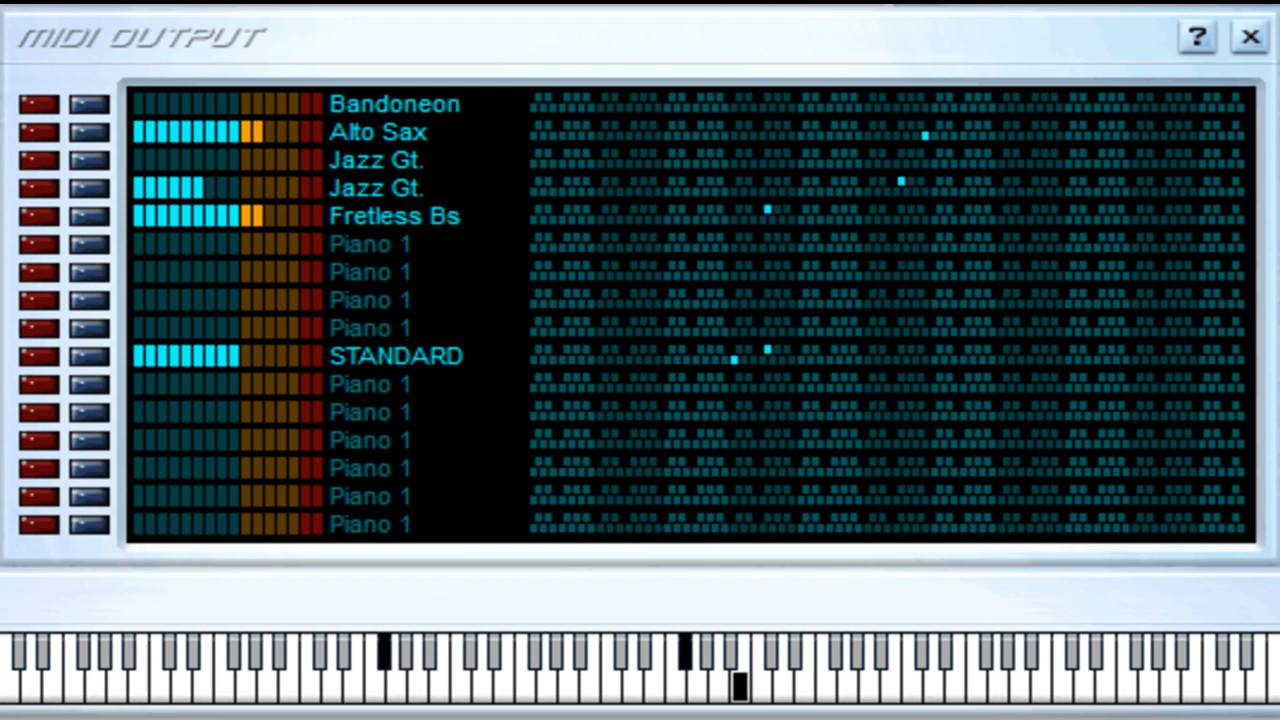 MIDI OUTPUT
? ×
Bandoneon
Alto Sax
Jazz Gt.
Jazz Gt.
Fretless Bs
Piano 1
Piano 1
Piano 1
Piano 1
STANDARD
Piano 1
Piano 1
Piano 1
Piano 1
Piano 1
Piano 1